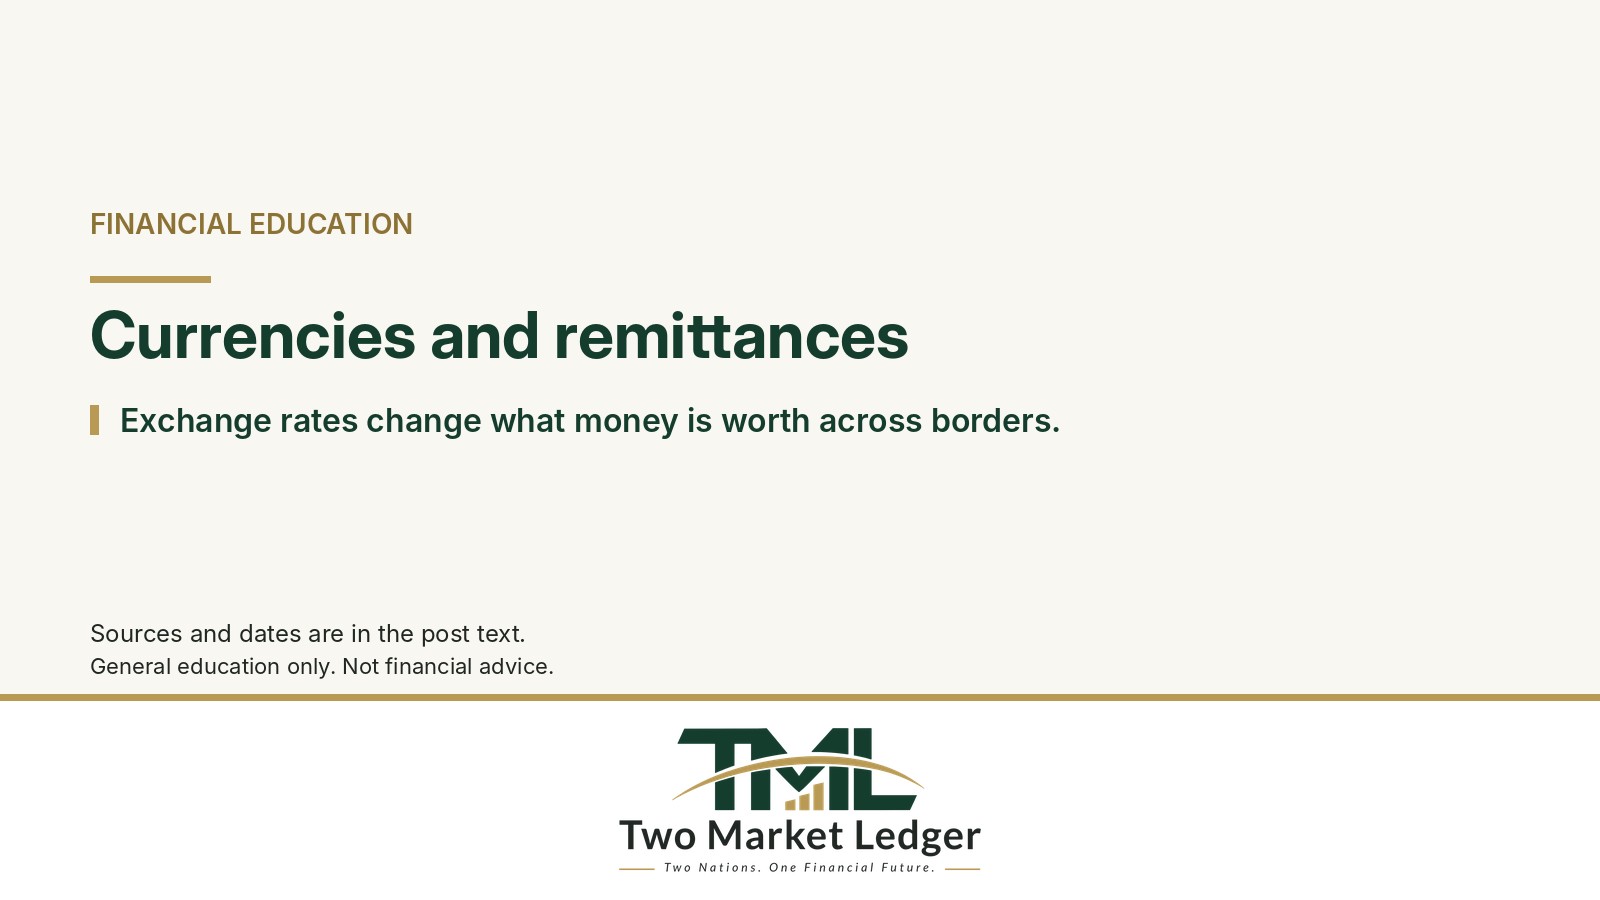 FINANCIAL EDUCATION
Currencies and remittances
Exchange rates change what money is worth across borders.
Sources and dates are in the post text.
General education only. Not financial advice.
TML
Two Market Ledger
Two Nations. One Financial Future.